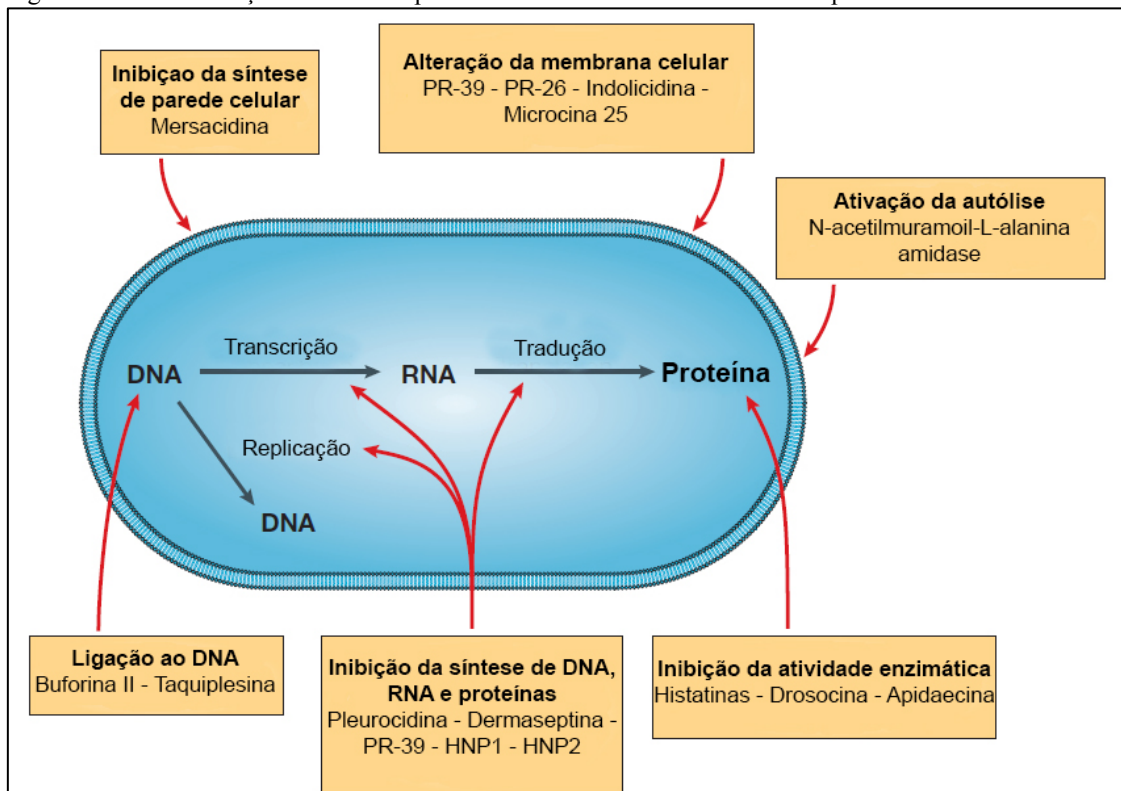 Inibiçao da síntese
de parede celular
Mersacidina
Alteração da membrana celular
PR-39 - PR-26 - Indolicidina -
Microcina 25
Ativação da autólise
N-acetilmuramoil-L-alanina
amidase
Transcrição
Tradução
DNA
RNA
Proteína
Replicação
DNA
Ligação ao DNA
Buforina II - Taquiplesina
Inibição da síntese de DNA,
RNA e proteínas
Pleurocidina - Dermaseptina -
PR-39 - HNP1 - HNP2
Inibição da atividade enzimática
Histatinas - Drosocina - Apidaecina